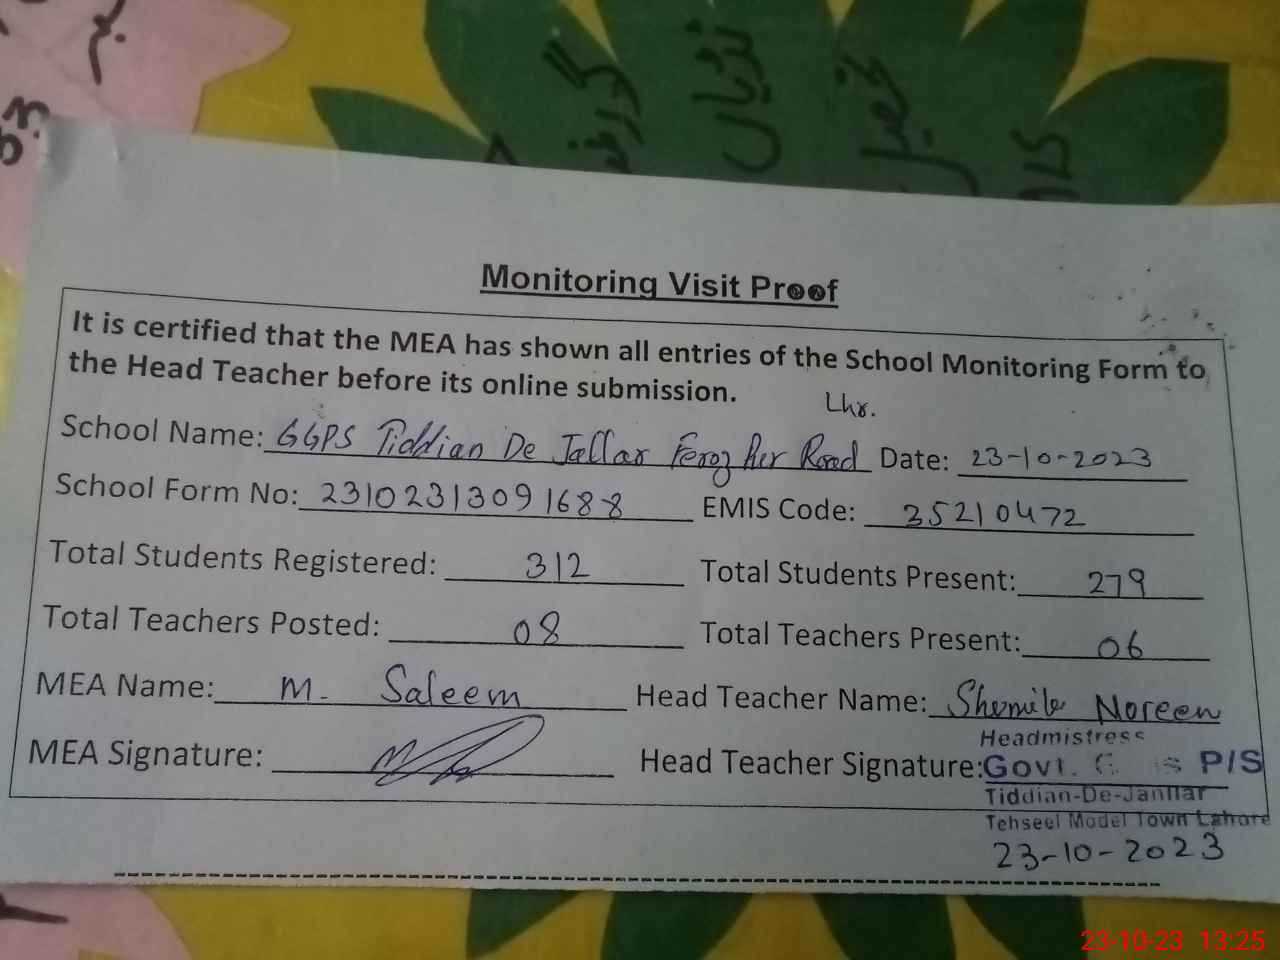 گرنی
تڑیاں
Monitoring Visit Proof
It is certified that the MEA has shown all entries of the School Monitoring Form to
the Head Teacher before its online submission.
Lhr.
School Name: GGPS Tiddian De Jallar Feroz Pur Road Date: 23-10-2023
School Form No: 23102313091688 EMIS Code: 35210472
Total Students Registered: 312 Total Students Present: 279
Total Teachers Posted: 08 Total Teachers Present: 06
MEA Name: M. Saleem Head Teacher Name: Noreen
MEA Signature: Head Teacher Signature:
Headmistress
Govt. P/S
Tiddian-De-Janllar
Tehseel Model Town Lahore
23-10-2023
23-10-23 13:25